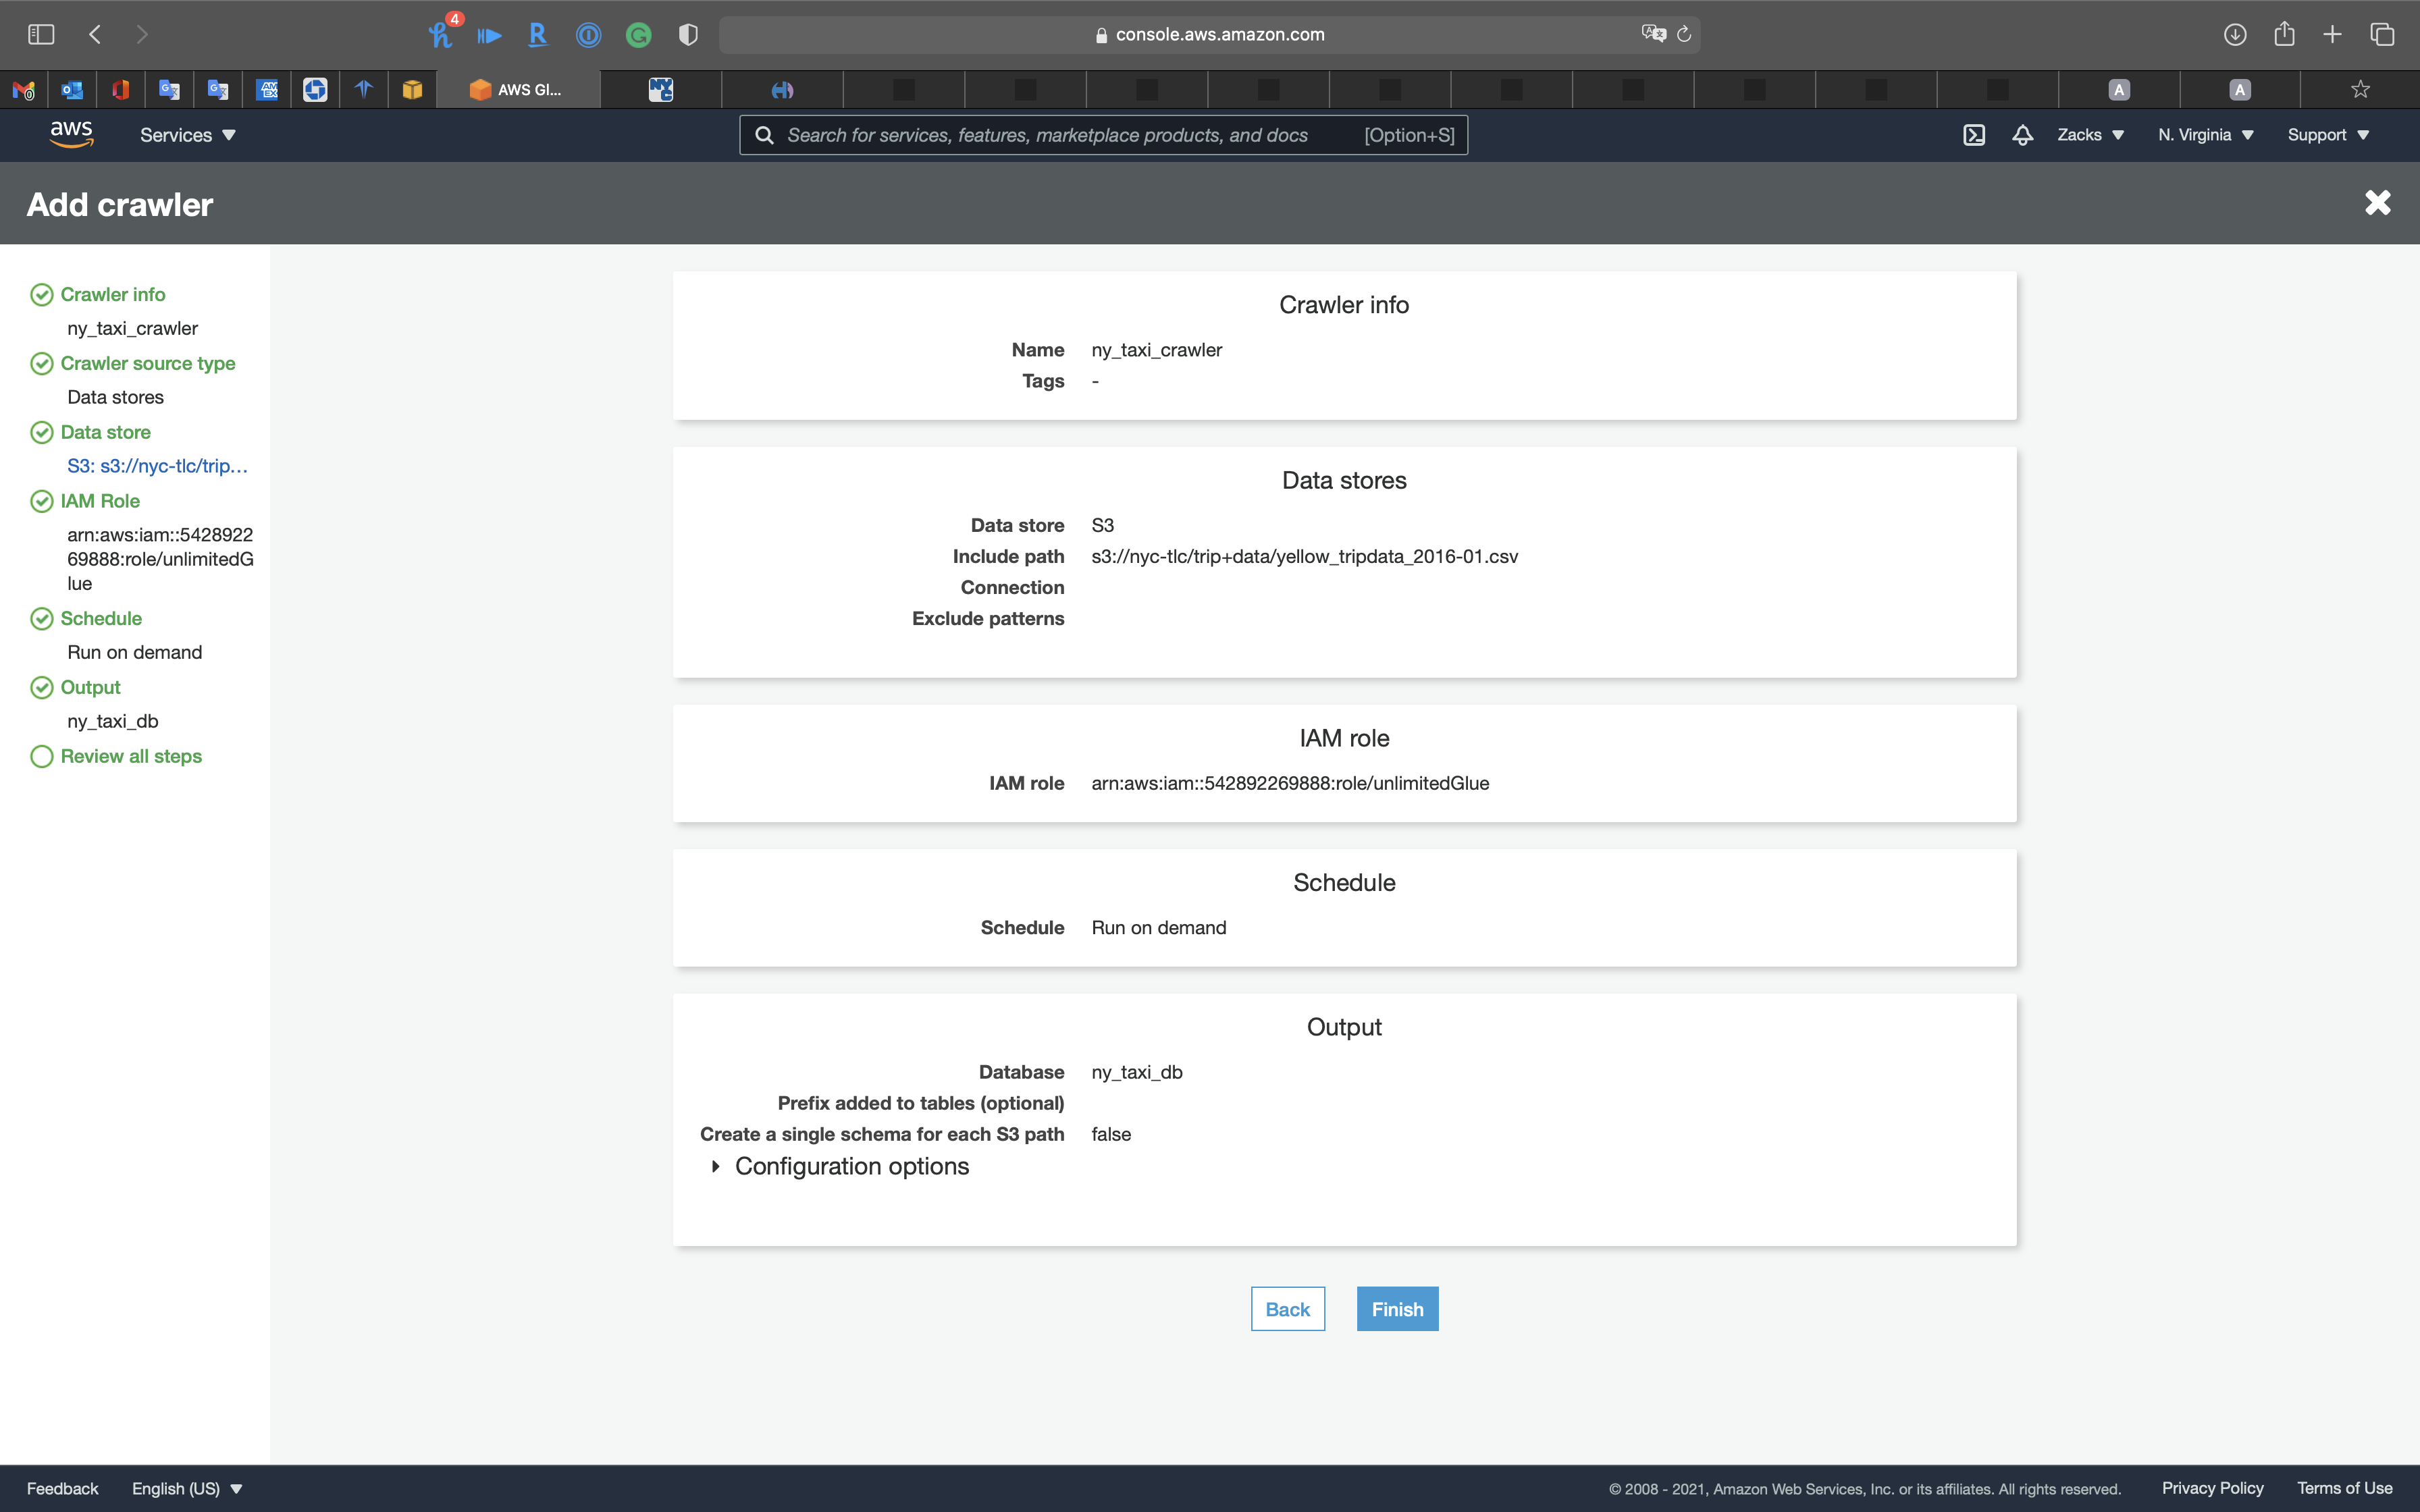 4
console.aws.amazon.com
AWS Gl...
A
A
aws
Services
Search for services, features, marketplace products, and docs
[Option+S]
Zacks
N. Virginia
Support
Add crawler
Crawler info
ny_taxi_crawler
Crawler source type
Data stores
Data store
S3: s3://nyc-tlc/trip...
IAM Role
arn:aws:iam::5428922
69888:role/unlimitedG
lue
Schedule
Run on demand
Output
ny_taxi_db
Review all steps
Crawler info
Name ny_taxi_crawler
Tags -
Data stores
Data store S3
Include path s3://nyc-tlc/trip+data/yellow_tripdata_2016-01.csv
Connection
Exclude patterns
IAM role
IAM role arn:aws:iam::542892269888:role/unlimitedGlue
Schedule
Schedule Run on demand
Output
Database ny_taxi_db
Prefix added to tables (optional)
Create a single schema for each S3 path false
Configuration options
Back
Finish
Feedback
English (US)
© 2008 - 2021, Amazon Web Services, Inc. or its affiliates. All rights reserved.
Privacy Policy
Terms of Use